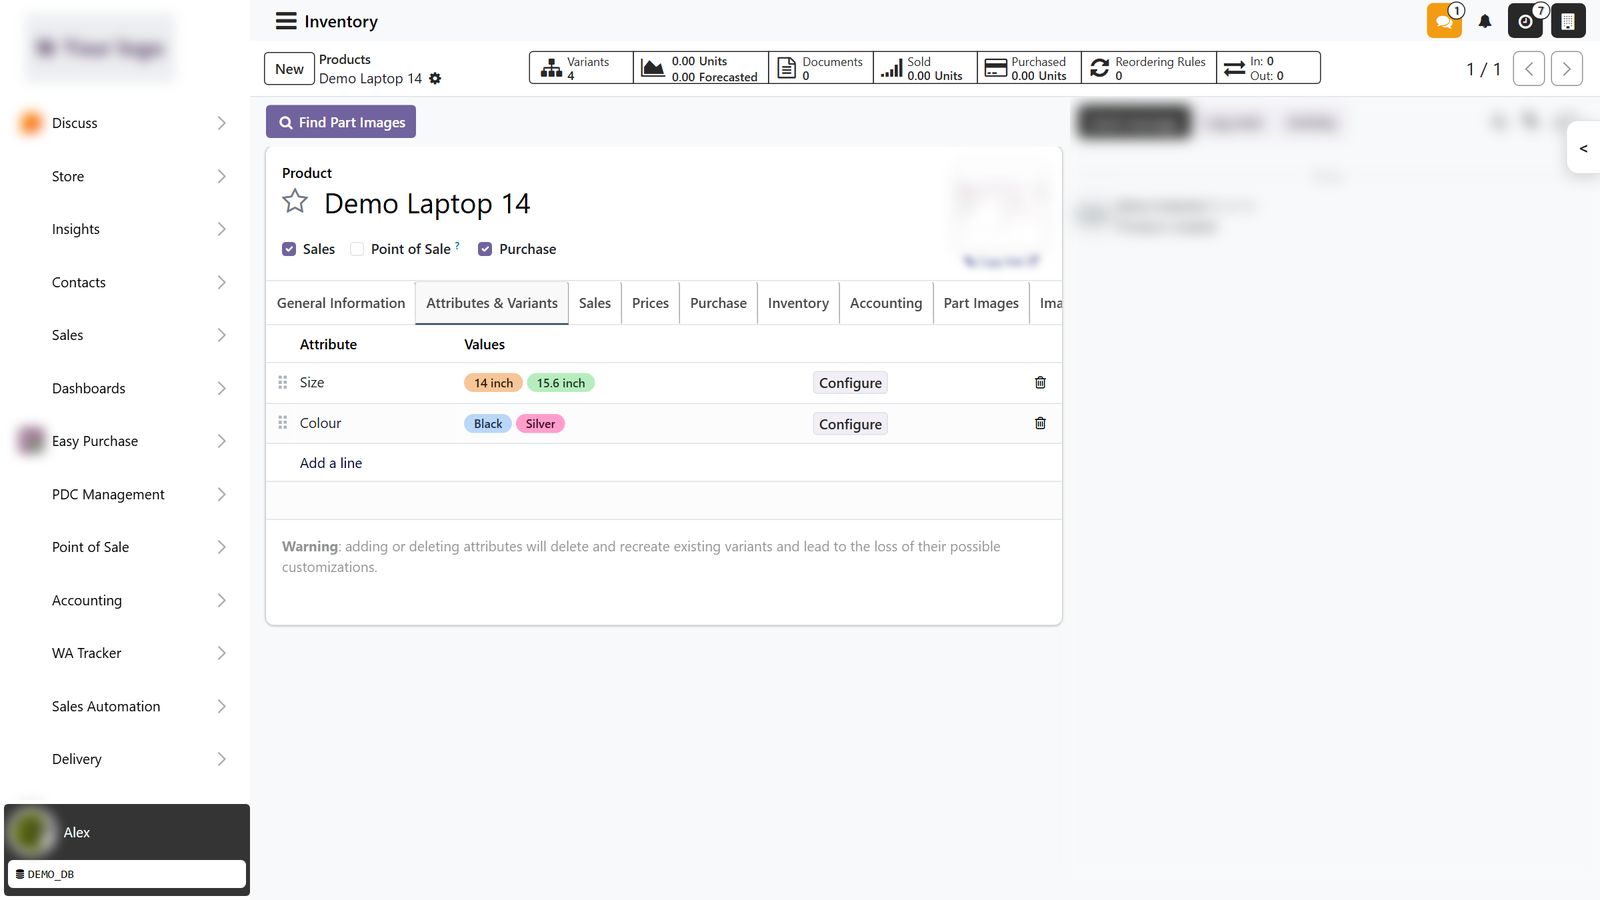 Inventory
1
7
New
Products
Demo Laptop 14
Variants
4
0.00 Units
0.00 Forecasted
Documents
0
Sold
0.00 Units
Purchased
0.00 Units
Reordering Rules
0
In: 0
Out: 0
1 / 1
Discuss
Store
Insights
Contacts
Sales
Dashboards
Easy Purchase
PDC Management
Point of Sale
Accounting
WA Tracker
Sales Automation
Delivery
Alex
DEMO_DB
Find Part Images
<
Product
Demo Laptop 14
Sales Point of Sale ? Purchase
General Information Attributes & Variants Sales Prices Purchase Inventory Accounting Part Images Ima
Attribute Values
Size 14 inch 15.6 inch Configure
Colour Black Silver Configure
Add a line
Warning: adding or deleting attributes will delete and recreate existing variants and lead to the loss of their possible
customizations.